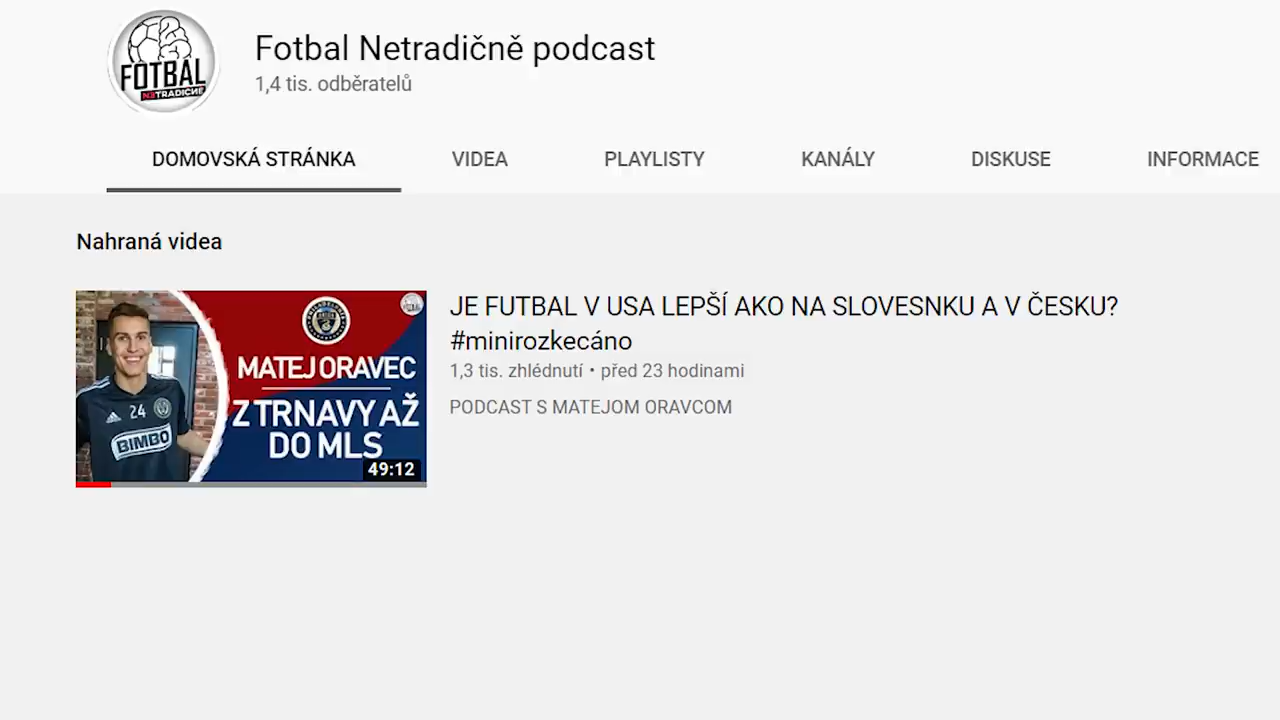 FOTBAL
NETRADIČNĚ
Fotbal Netradičně podcast
1,4 tis. odběratelů
DOMOVSKÁ STRÁNKA VIDEA PLAYLISTY KANÁLY DISKUSE INFORMACE
Nahraná videa
MATEJ ORAVEC
Z TRNAVY AŽ
DO MLS
24
BIMBO
49:12
JE FUTBAL V USA LEPŠÍ AKO NA SLOVESNKU A V ČESKU?
#minirozkecáno
1,3 tis. zhlédnutí • před 23 hodinami
PODCAST S MATEJOM ORAVCOM